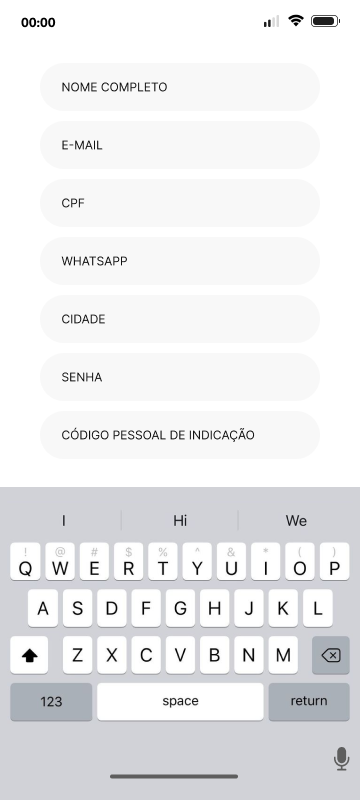 00:00
NOME COMPLETO
E-MAIL
CPF
WHATSAPP
CIDADE
SENHA
CÓDIGO PESSOAL DE INDICAÇÃO
I Hi We
! @ # $ % ^ & * ( )
Q W E R T Y U I O P
A S D F G H J K L
Z X C V B N M
123 space return